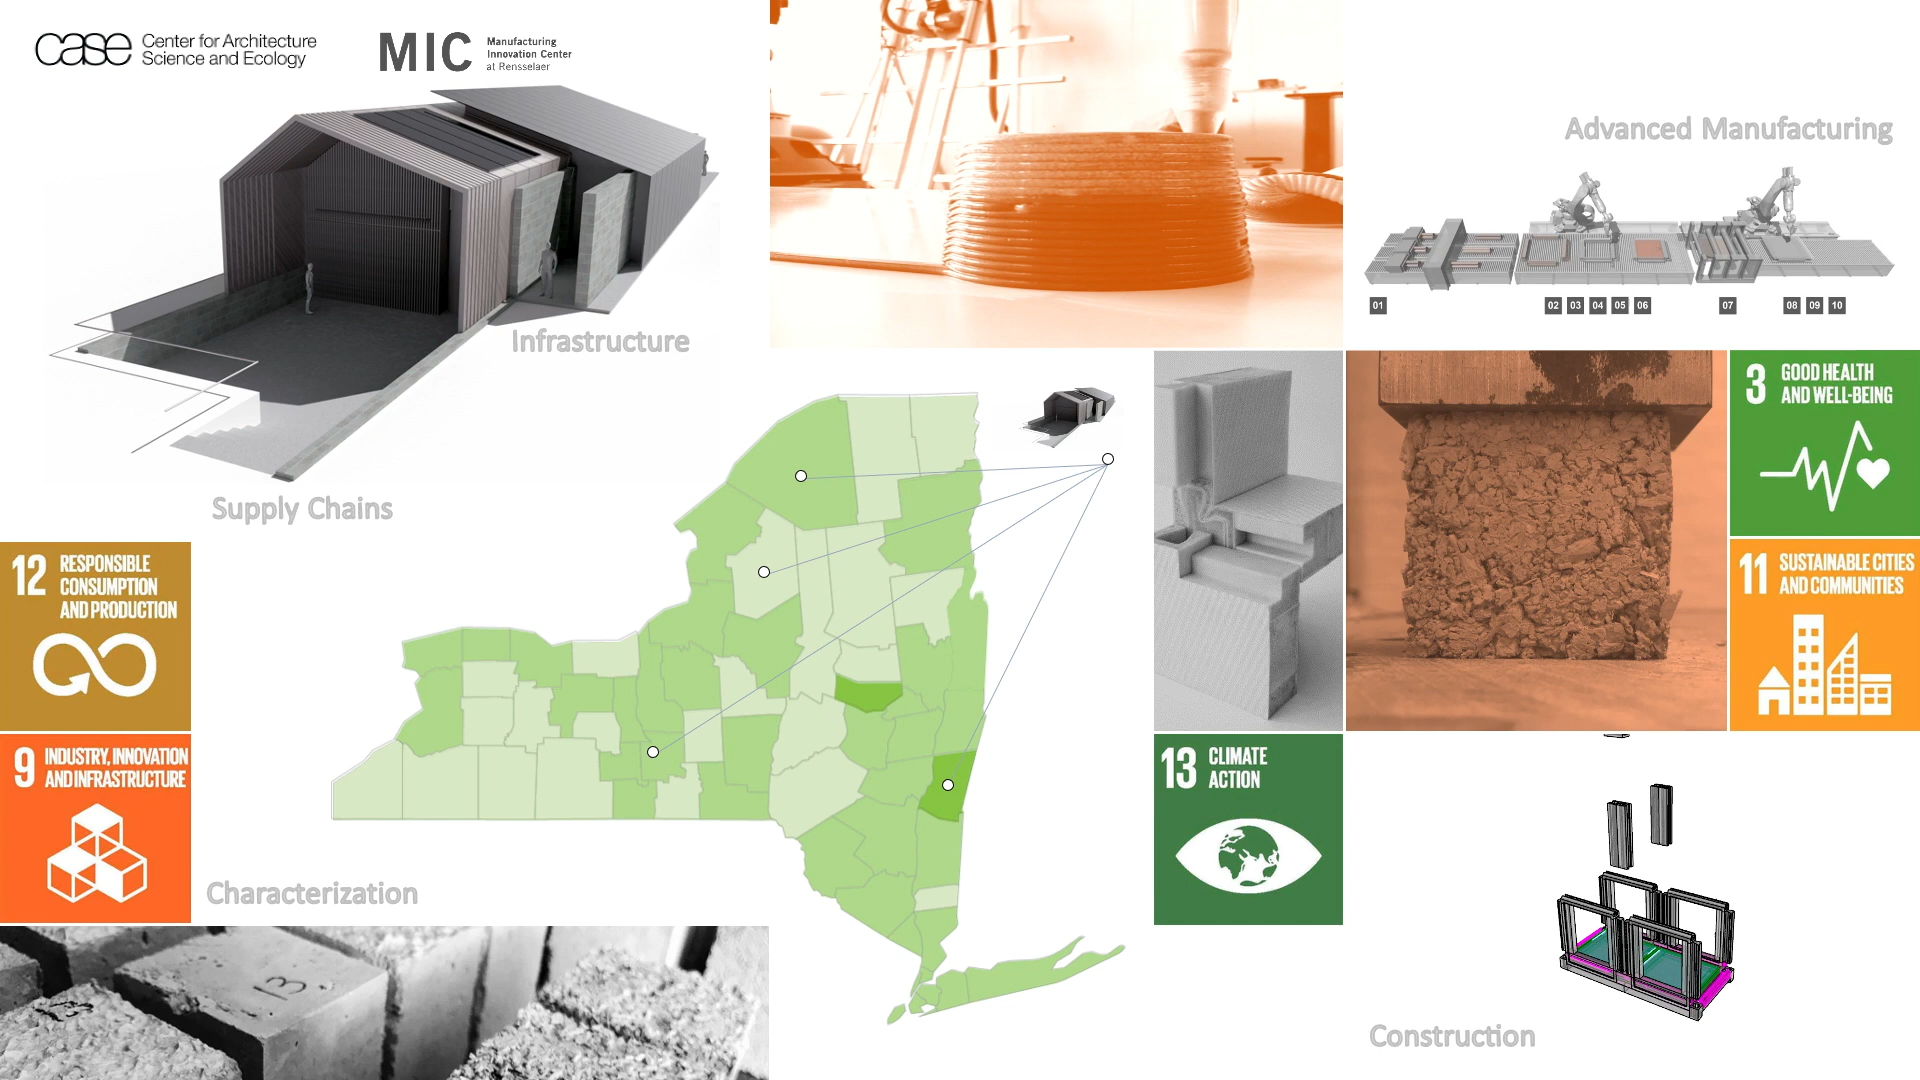 case
Center for Architecture
Science and Ecology
MIC
Manufacturing
Innovation Center
at Rensselaer
Advanced Manufacturing
01
02 03 04 05 06
07
08 09 10
Infrastructure
3 GOOD HEALTH
AND WELL-BEING
Supply Chains
12 RESPONSIBLE
CONSUMPTION
AND PRODUCTION
11 SUSTAINABLE CITIES
AND COMMUNITIES
9 INDUSTRY, INNOVATION
AND INFRASTRUCTURE
13 CLIMATE
ACTION
Characterization
13
Construction